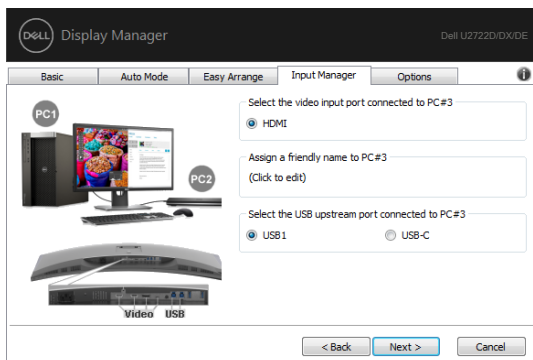 DELL Display Manager
Dell U2722D/DX/DE
Basic Auto Mode Easy Arrange Input Manager Options
Select the video input port connected to PC#3
HDMI
Assign a friendly name to PC#3
(Click to edit)
Select the USB upstream port connected to PC#3
USB1 USB-C
PC1
PC2
Video USB
< Back Next > Cancel